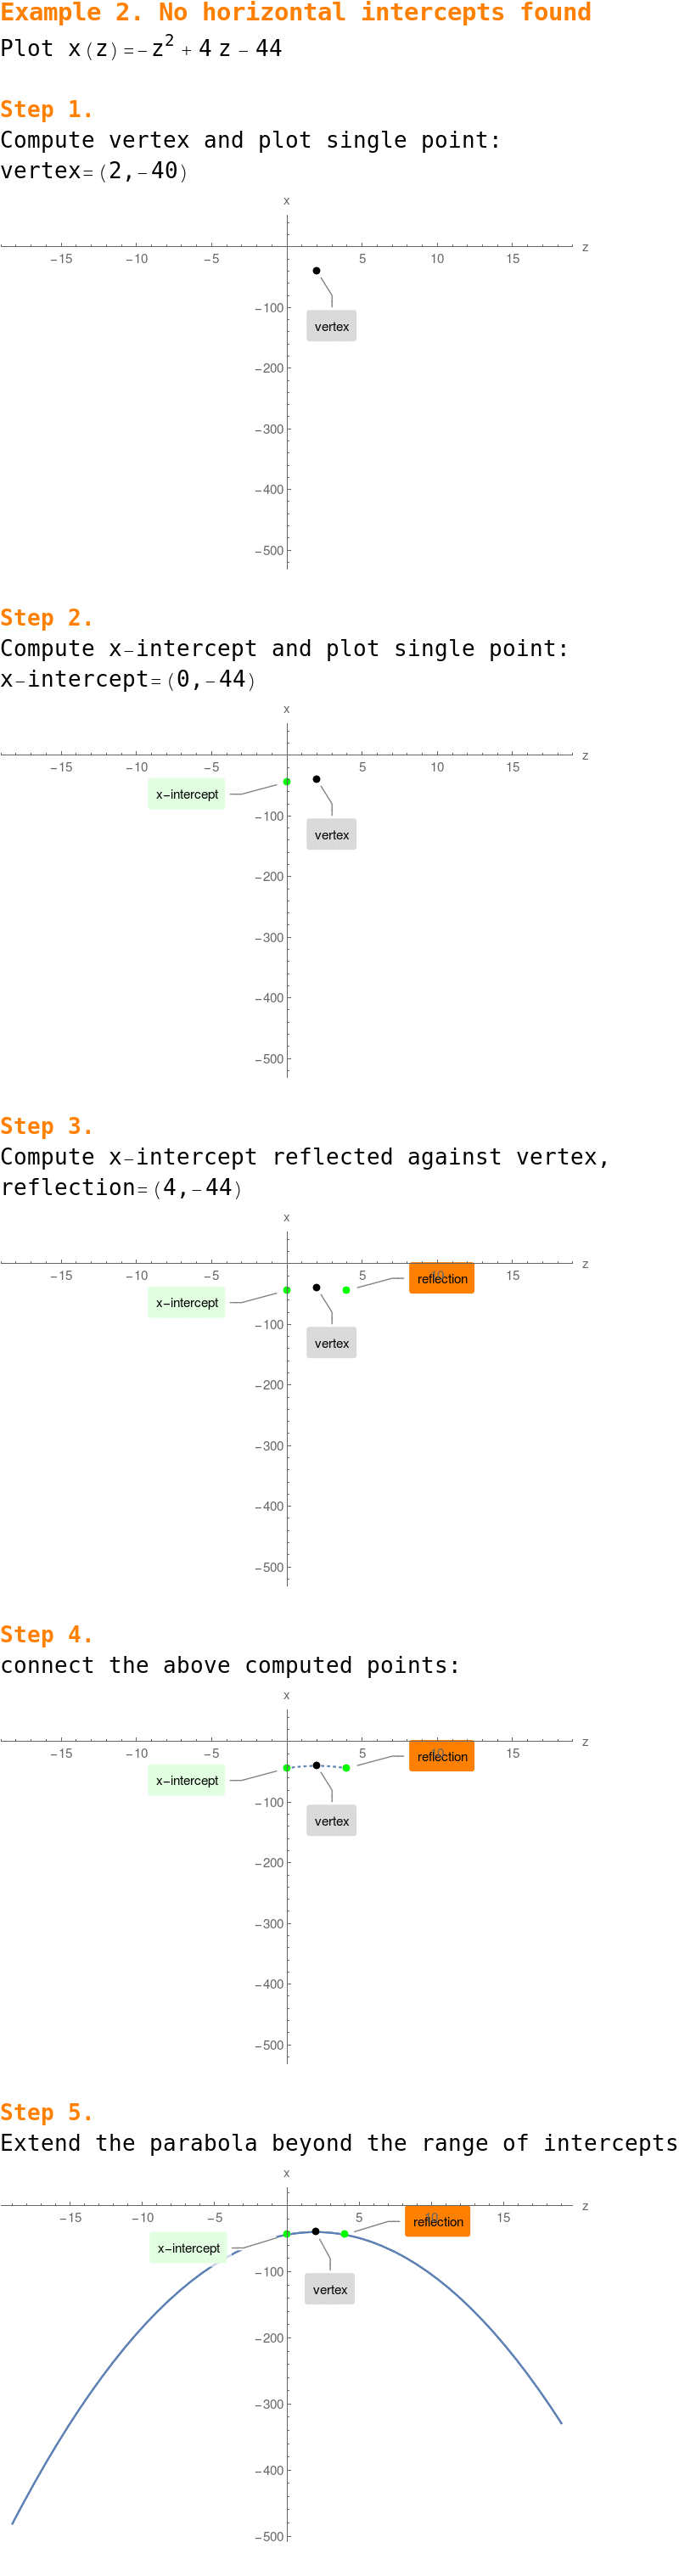 Example 2. No horizontal intercepts found
Plot x(z)=−z² + 4 z − 44
Step 1.
Compute vertex and plot single point:
vertex=(2,−40)
x
z
−15 −10 −5 5 10 15
vertex
−100
−200
−300
−400
−500
Step 2.
Compute x−intercept and plot single point:
x−intercept=(0,−44)
x
z
−15 −10 −5 5 10 15
x−intercept
−100
vertex
−200
−300
−400
−500
Step 3.
Compute x−intercept reflected against vertex,
reflection=(4,−44)
x
z
−15 −10 −5 5 10 15
reflection
x−intercept
−100
vertex
−200
−300
−400
−500
Step 4.
connect the above computed points:
x
z
−15 −10 −5 5 10 15
reflection
x−intercept
−100
vertex
−200
−300
−400
−500
Step 5.
Extend the parabola beyond the range of intercepts
x
z
−15 −10 −5 5 10 15
reflection
x−intercept
−100
vertex
−200
−300
−400
−500